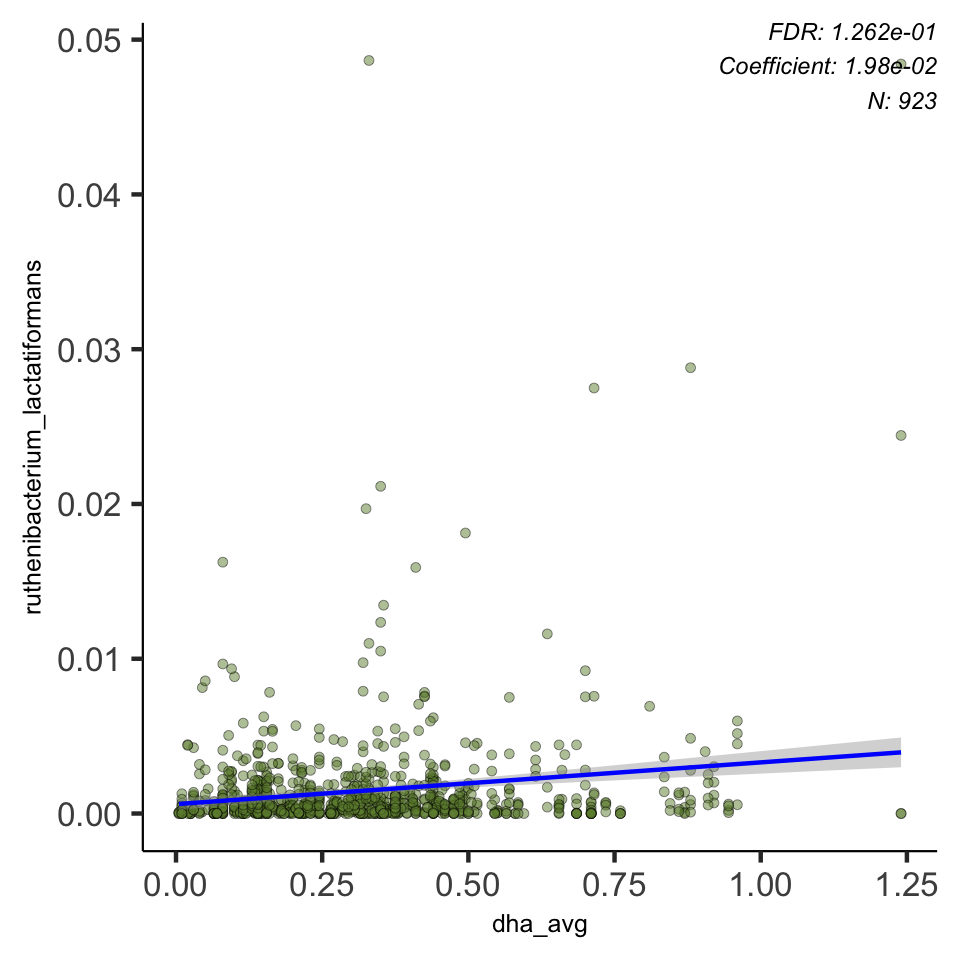 FDR: 1.262e-01
Coefficient: 1.98e-02
N: 923
0.05
0.04
0.03
0.02
0.01
0.00
ruthenibacterium_lactatiformans
0.00 0.25 0.50 0.75 1.00 1.25
dha_avg